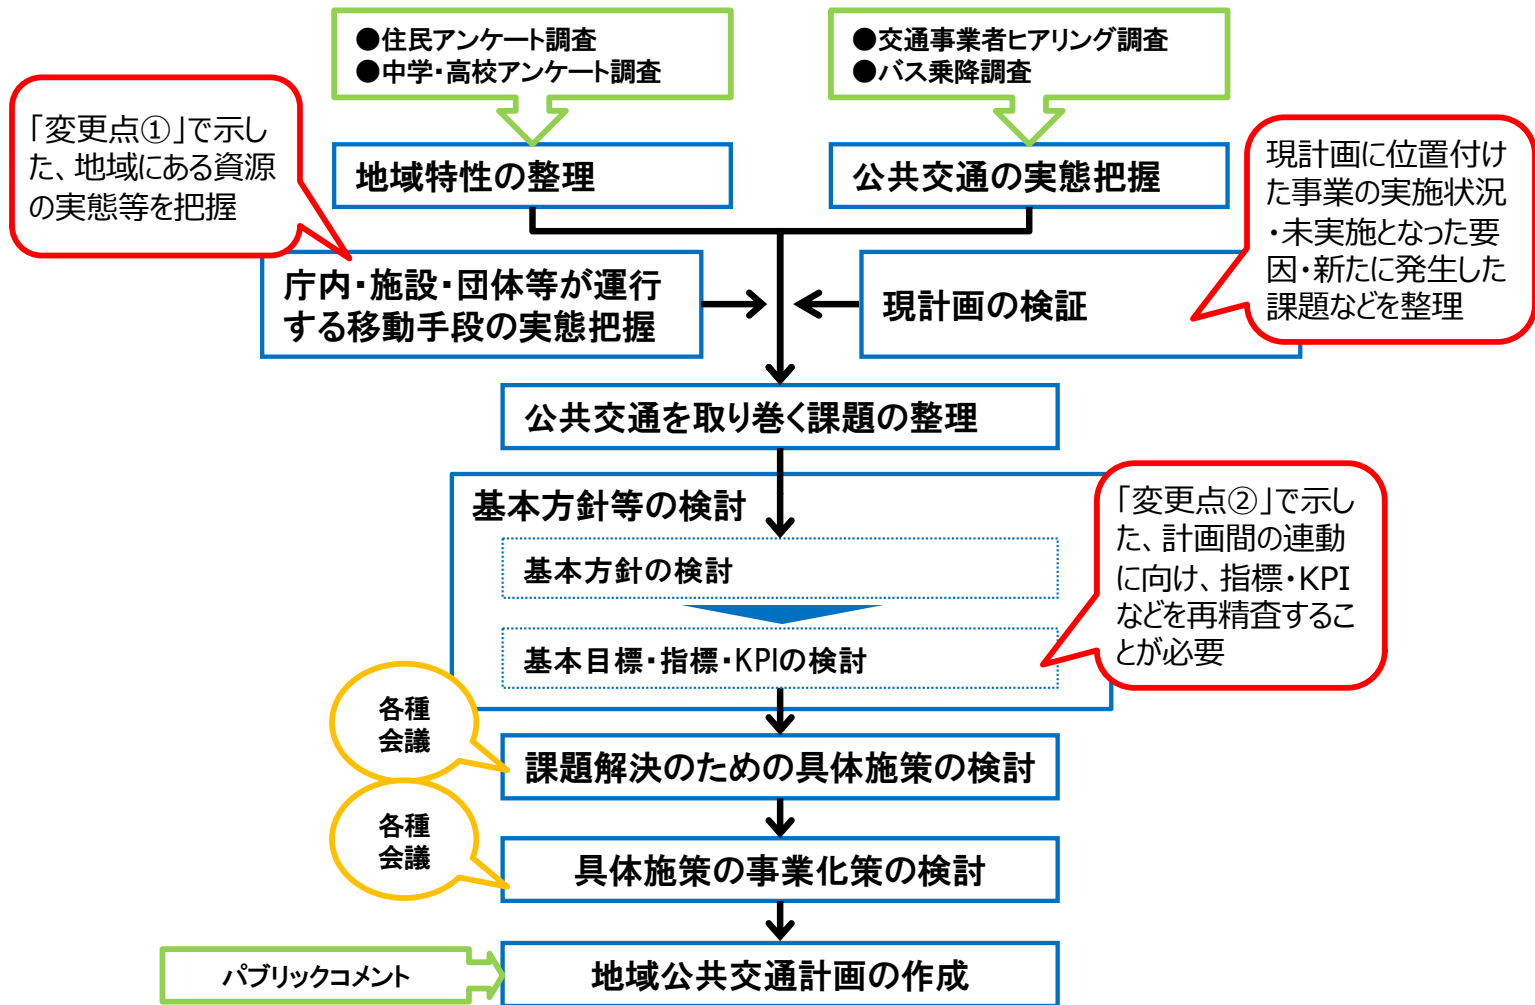 ●住民アンケート調査
●中学・高校アンケート調査
●交通事業者ヒアリング調査
●バス乗降調査
「変更点①」で示し
た、地域にある資源
の実態等を把握
地域特性の整理
公共交通の実態把握
現計画に位置付け
た事業の実施状況
・未実施となった要
因・新たに発生した
課題などを整理
庁内・施設・団体等が運行
する移動手段の実態把握
現計画の検証
公共交通を取り巻く課題の整理
基本方針等の検討
基本方針の検討
「変更点②」で示し
た、計画間の連動
に向け、指標・KPI
などを再精査するこ
とが必要
基本目標・指標・KPIの検討
各種
会議
課題解決のための具体施策の検討
各種
会議
具体施策の事業化策の検討
パブリックコメント
地域公共交通計画の作成